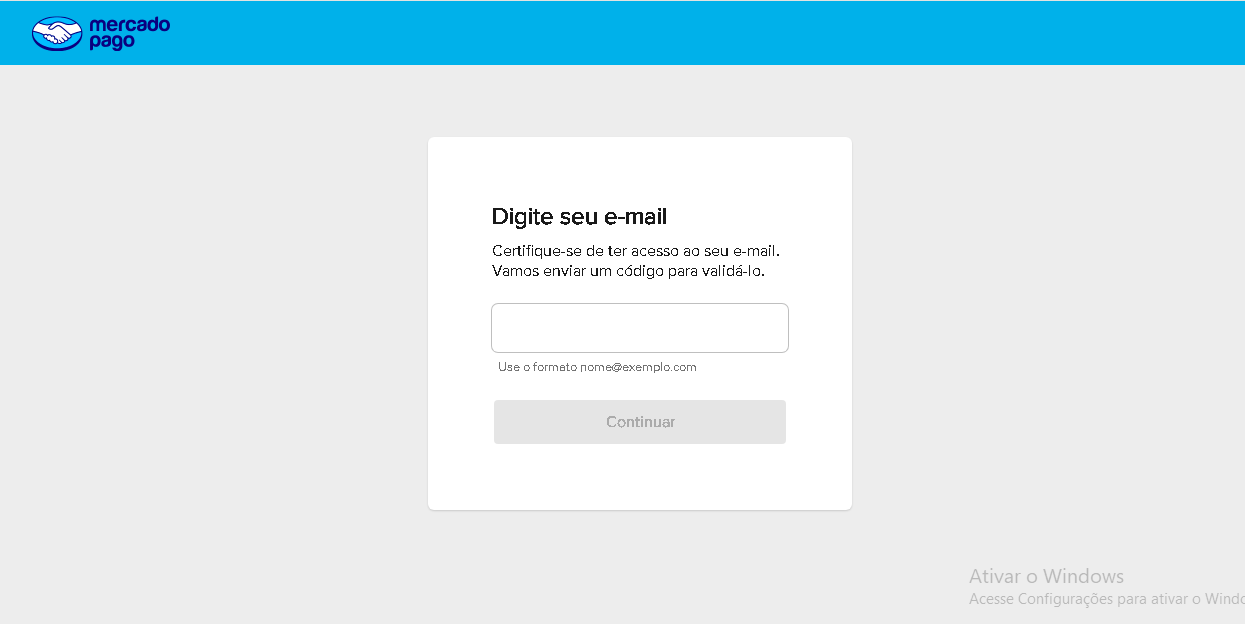 mercado
pago
Digite seu e-mail
Certifique-se de ter acesso ao seu e-mail.
Vamos enviar um código para validá-lo.
Use o formato nome@exemplo.com
Continuar
Ativar o Windows
Acesse Configurações para ativar o Windo